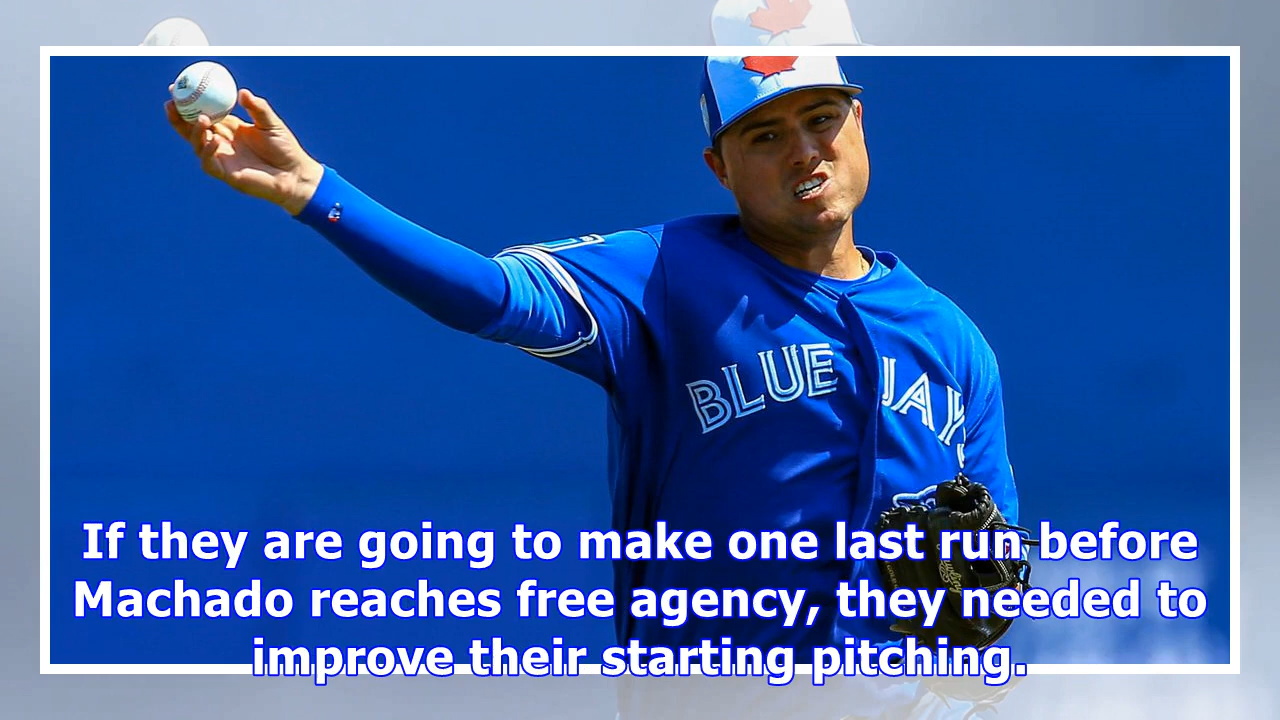 BLUE JAYS
If they are going to make one last run before
Machado reaches free agency, they needed to
improve their starting pitching.